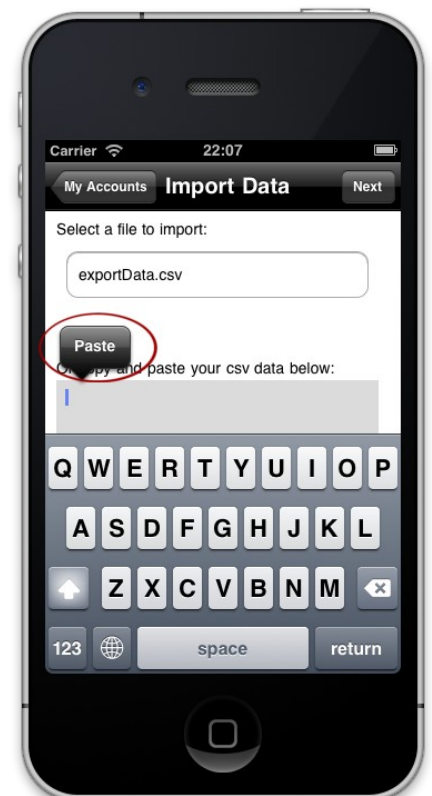 Carrier 22:07
My Accounts Import Data Next
Select a file to import:
exportData.csv
Paste
copy and paste your csv data below:
Q W E R T Y U I O P
A S D F G H J K L
Z X C V B N M
123 space return